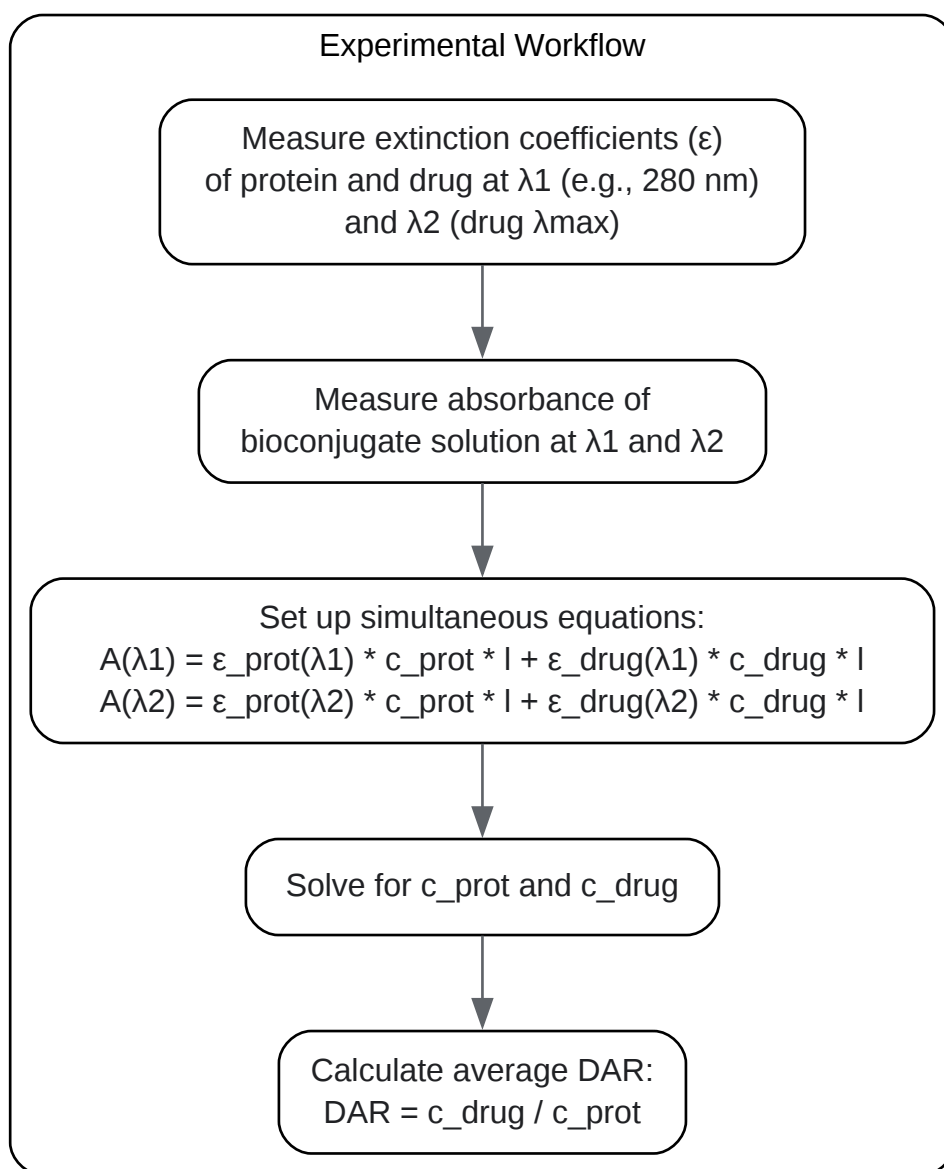 Experimental Workflow
Measure extinction coefficients (ε)
of protein and drug at λ1 (e.g., 280 nm)
and λ2 (drug λmax)
Measure absorbance of
bioconjugate solution at λ1 and λ2
Set up simultaneous equations:
A(λ1) = ε_prot(λ1) * c_prot * l + ε_drug(λ1) * c_drug * l
A(λ2) = ε_prot(λ2) * c_prot * l + ε_drug(λ2) * c_drug * l
Solve for c_prot and c_drug
Calculate average DAR:
DAR = c_drug / c_prot